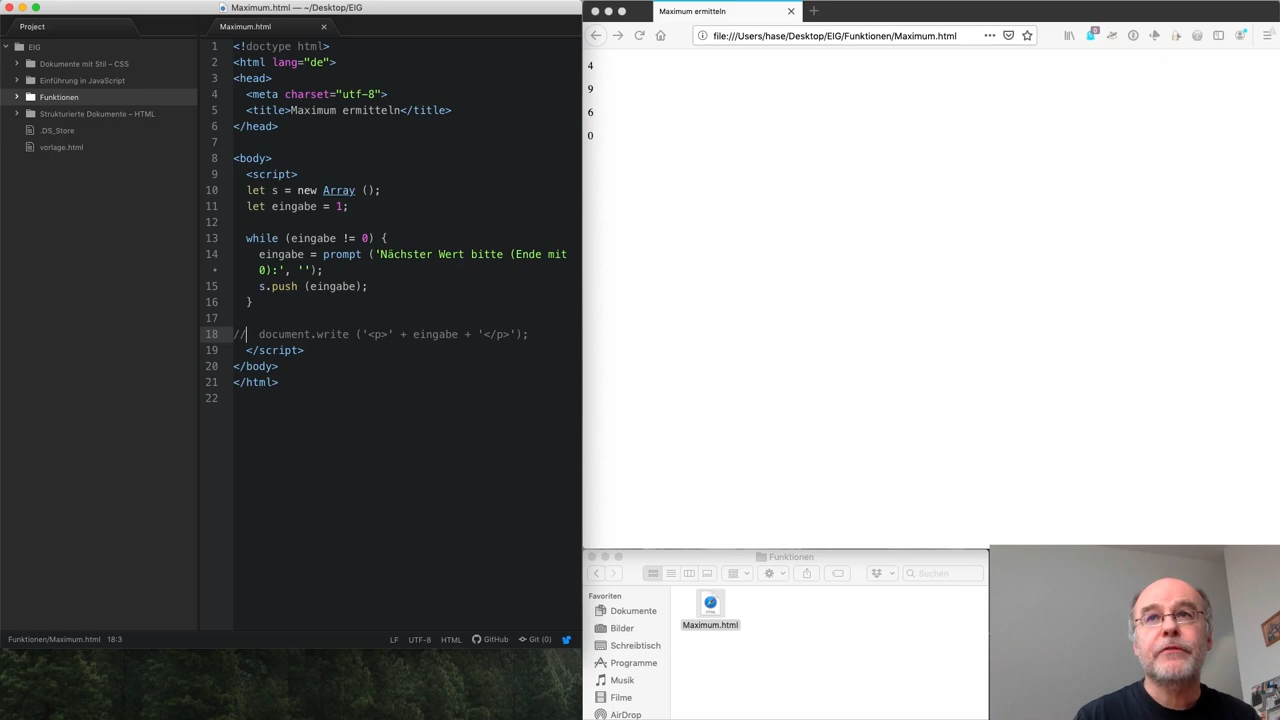 Maximum.html — ~/Desktop/EIG
Project
EIG
Dokumente mit Stil – CSS
Einführung in JavaScript
Funktionen
Strukturierte Dokumente – HTML
.DS_Store
vorlage.html
Maximum.html
1 <!doctype html>
2 <html lang="de">
3 <head>
4 <meta charset="utf-8">
5 <title>Maximum ermitteln</title>
6 </head>
7
8 <body>
9 <script>
10 let s = new Array ();
11 let eingabe = 1;
12
13 while (eingabe != 0) {
14 eingabe = prompt ('Nächster Wert bitte (Ende mit
• 0):', '');
15 s.push (eingabe);
16 }
17
18 // document.write ('<p>' + eingabe + '</p>');
19 </script>
20 </body>
21 </html>
22
Funktionen/Maximum.html 18:3
LF UTF-8 HTML GitHub Git (0)
Maximum ermitteln
file:///Users/hase/Desktop/EIG/Funktionen/Maximum.html
0
4
9
6
0
Funktionen
Suchen
Favoriten
Dokumente
Bilder
Schreibtisch
Programme
Musik
Filme
AirDrop
HTML
Maximum.html